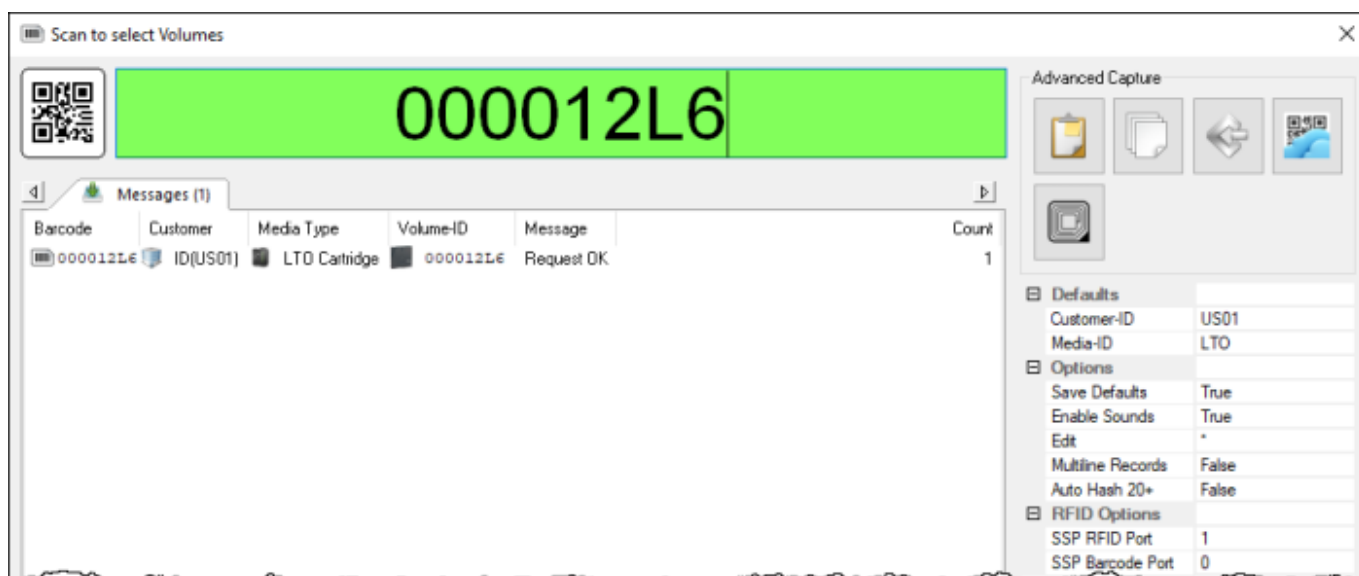 Scan to select Volumes
000012L6
Messages (1)
Barcode Customer Media Type Volume-ID Message Count
000012L6 ID(US01) LTO Cartridge 000012L6 Request OK 1
Advanced Capture
Defaults
Customer-ID US01
Media-ID LTO
Options
Save Defaults True
Enable Sounds True
Edit *
Multiline Records False
Auto Hash 20+ False
RFID Options
SSP RFID Port 1
SSP Barcode Port 0